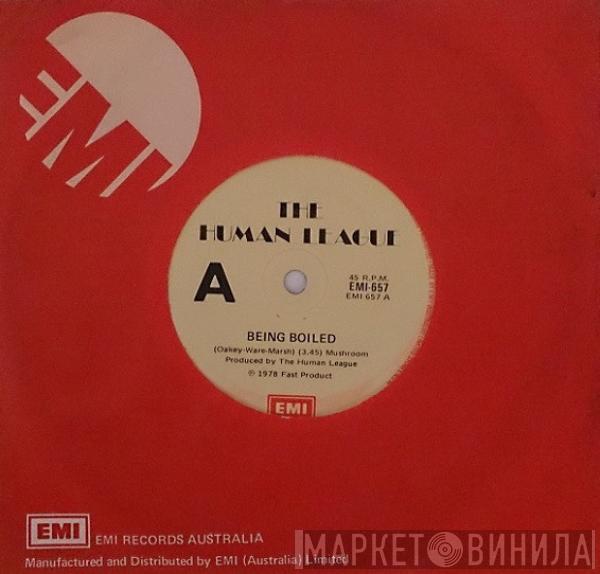 EMI
THE
HUMAN LEAGUE
A
45 R.P.M.
EMI-657
EMI 657 A
BEING BOILED
(Oakey-Ware-Marsh) (3.45) Mushroom
Produced by The Human League
℗ 1978 Fast Product
EMI
EMI
EMI RECORDS AUSTRALIA
Manufactured and Distributed by EMI (Australia) Limited
МАРКЕТ ВИНИЛА